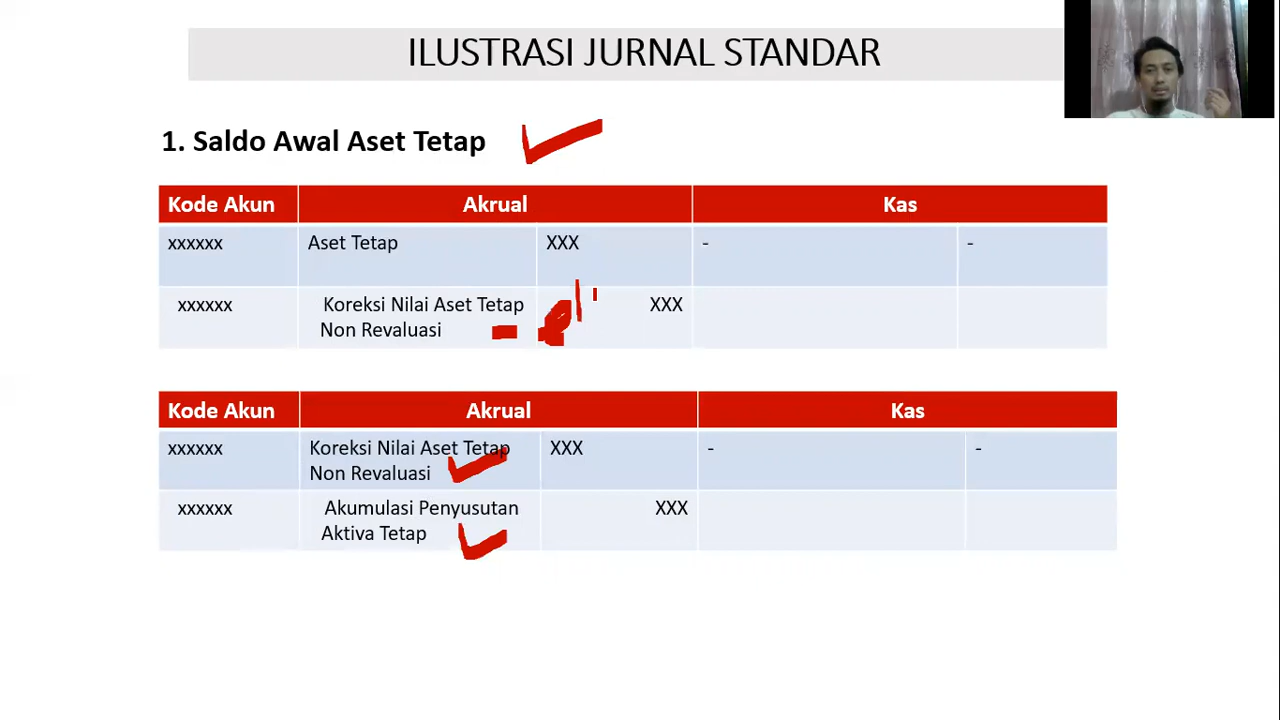 ILUSTRASI JURNAL STANDAR
1. Saldo Awal Aset Tetap
Kode Akun Akrual Kas
xxxxxx Aset Tetap XXX - -
xxxxxx Koreksi Nilai Aset Tetap XXX
Non Revaluasi
Kode Akun Akrual Kas
xxxxxx Koreksi Nilai Aset Tetap XXX - -
Non Revaluasi
xxxxxx Akumulasi Penyusutan XXX
Aktiva Tetap